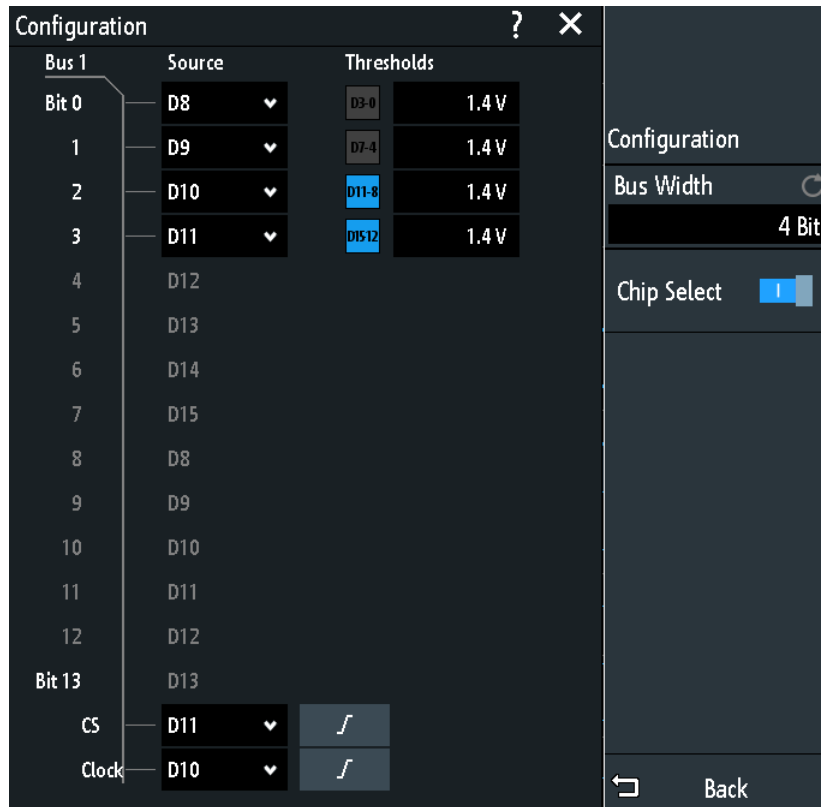 Configuration ? X
Bus 1 Source Thresholds
Bit 0 D8 D3-0 1.4 V
1 D9 D7-4 1.4 V
2 D10 D11-8 1.4 V
3 D11 D1512 1.4 V
4 D12
5 D13
6 D14
7 D15
8 D8
9 D9
10 D10
11 D11
12 D12
Bit 13 D13
CS D11
Clock D10
Configuration
Bus Width
4 Bit
Chip Select I
Back